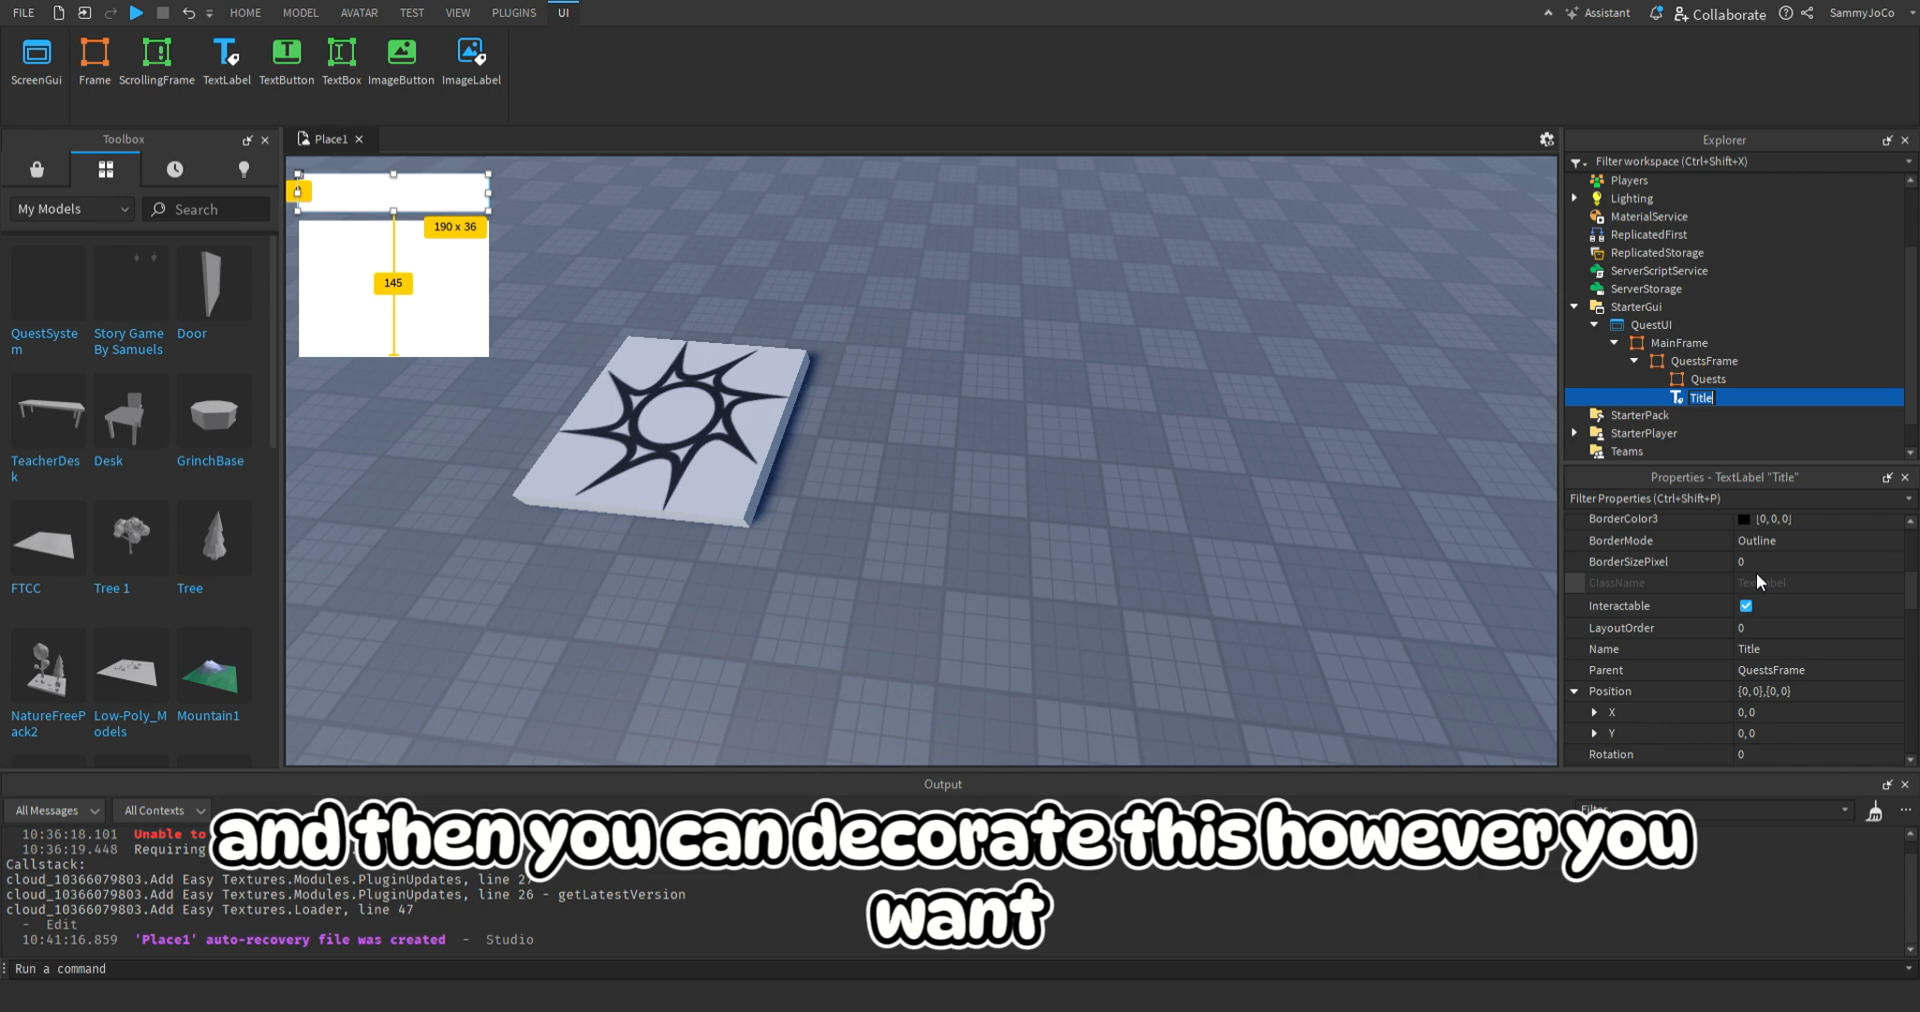 FILE HOME MODEL AVATAR TEST VIEW PLUGINS UI Assistant Collaborate SammyJoCo
ScreenGui Frame ScrollingFrame TextLabel TextButton TextBox ImageButton ImageLabel
Toolbox
Place1
Explorer
Filter workspace (Ctrl+Shift+X)
My Models
Search
QuestSyste
m
Story Game
By Samuels
Door
TeacherDes
k
Desk
GrinchBase
FTCC
Tree 1
Tree
NatureFreeP
ack2
Low-Poly_M
odels
Mountain1
190 x 36
145
Players
Lighting
MaterialService
ReplicatedFirst
ReplicatedStorage
ServerScriptService
ServerStorage
StarterGui
QuestUI
MainFrame
QuestsFrame
Quests
Title
StarterPack
StarterPlayer
Teams
Properties - TextLabel "Title"
Filter Properties (Ctrl+Shift+P)
BorderColor3 [0, 0, 0]
BorderMode Outline
BorderSizePixel 0
ClassName
Interactable
LayoutOrder 0
Name Title
Parent QuestsFrame
Position {0, 0},{0, 0}
X 0, 0
Y 0, 0
Rotation 0
Output
All Messages All Contexts
10:36:18.101 Unable to
10:36:19.448 Requiring
Callstack:
cloud_10366079803.Add Easy Textures.Modules.PluginUpdates, line
cloud_10366079803.Add Easy Textures.Modules.PluginUpdates, line 26 - getLatestVersion
cloud_10366079803.Add Easy Textures.Loader, line 47
- Edit
10:41:16.859 'Place1' auto-recovery file was created - Studio
Run a command
and then you can decorate this however you
want